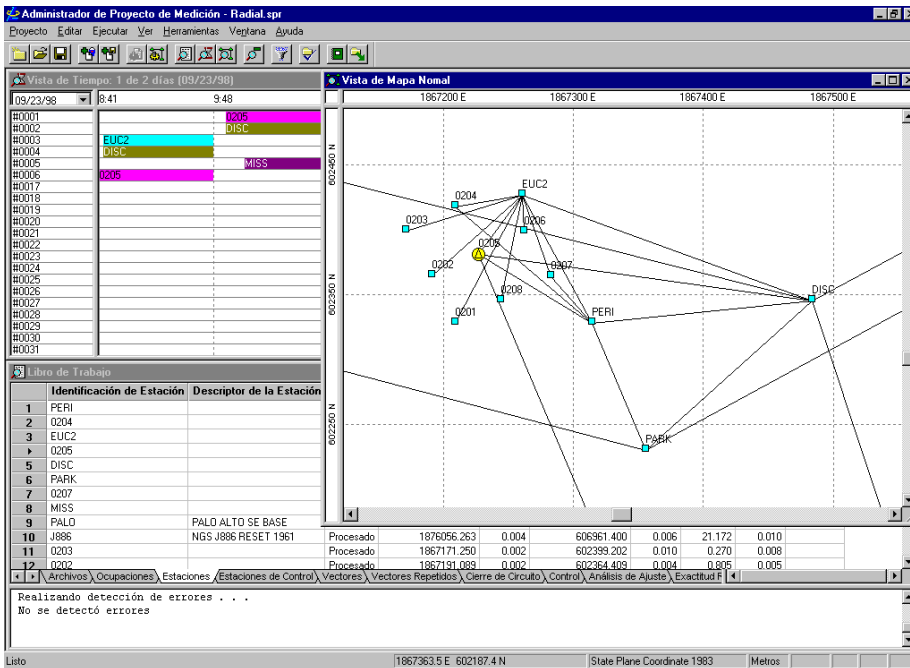 Administrador de Proyecto de Medición - Radial.spr
Proyecto Editar Ejecutar Ver Herramientas Ventana Ayuda
Vista de Tiempo: 1 de 2 días (09/23/98)
09/23/98 8:41 9:48
#0001 0205
#0002 DISC
#0003 EUC2
#0004 DISC
#0005 MISS
#0006 0205
#0017
#0018
#0019
#0020
#0021
#0022
#0023
#0024
#0025
#0026
#0027
#0028
#0029
#0030
#0031
Vista de Mapa Nomal
1867200 E 1867300 E 1867400 E 1867500 E
602450 N
602350 N
602250 N
EUC2
0204
0203
0206
0205
0202
0207
0208
DISC
0201
PERI
PARK
Libro de Trabajo
Identificación de Estación Descriptor de la Estación
1 PERI
2 0204
3 EUC2
0205
5 DISC
6 PARK
7 0207
8 MISS
9 PALO PALO ALTO SE BASE
10 J886 NGS J886 RESET 1961 Procesado 1876056.263 0.004 606961.400 0.006 21.172 0.010
11 0203 Procesado 1867171.250 0.002 602399.202 0.010 0.270 0.008
12 0202 Procesado 1867191.089 0.002 602364.409 0.004 0.805 0.005
Archivos Ocupaciones Estaciones Estaciones de Control Vectores Vectores Repetidos Cierre de Circuito Control Análisis de Ajuste Exactitud R
Realizando detección de errores . . .
No se detectó errores
Listo 1867363.5 E 602187.4 N State Plane Coordinate 1983 Metros